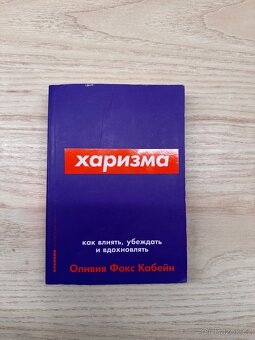 харизма
как влиять, убеждать
и вдохновлять
Оливия Фокс Кабейн